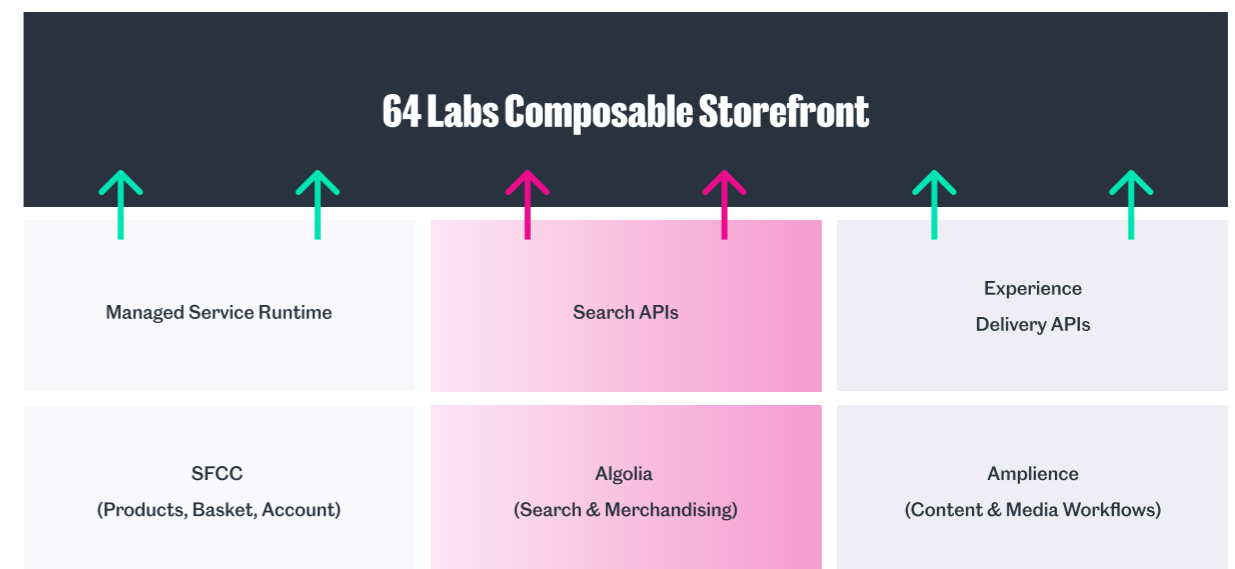 64 Labs Composable Storefront
Managed Service Runtime
Search APIs
Experience
Delivery APIs
SFCC
(Products, Basket, Account)
Algolia
(Search & Merchandising)
Amplience
(Content & Media Workflows)